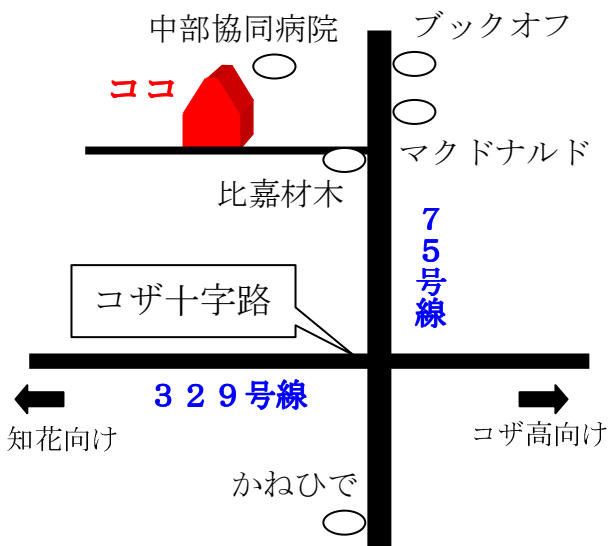 中部協同病院
ブックオフ
ココ
マクドナルド
比嘉材木
75号線
コザ十字路
329号線
知花向け
コザ高向け
かねひで